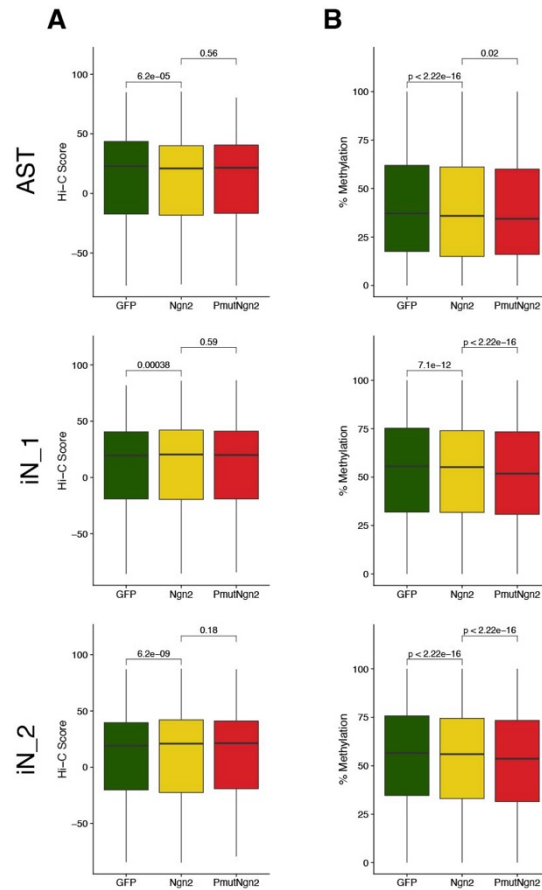 A
B
AST
Hi-C Score
100
50
0
−50
6.2e−05
0.56
GFP
Ngn2
PmutNgn2
% Methylation
100
75
50
25
0
p < 2.22e−16
0.02
GFP
Ngn2
PmutNgn2
iN_1
Hi-C Score
100
50
0
−50
0.00038
0.59
GFP
Ngn2
PmutNgn2
% Methylation
100
75
50
25
0
7.1e−12
p < 2.22e−16
GFP
Ngn2
PmutNgn2
iN_2
Hi-C Score
100
50
0
−50
6.2e−09
0.18
GFP
Ngn2
PmutNgn2
% Methylation
100
75
50
25
0
p < 2.22e−16
p < 2.22e−16
GFP
Ngn2
PmutNgn2